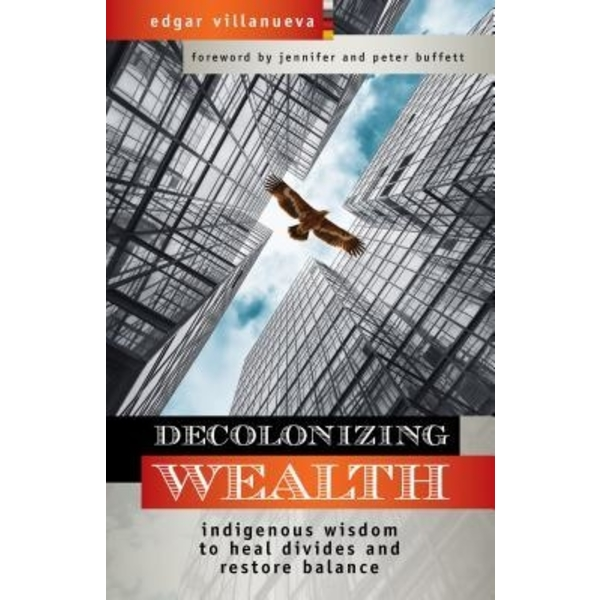 edgar villanueva
foreword by jennifer and peter buffett
DECOLONIZING
WEALTH
indigenous wisdom
to heal divides and
restore balance